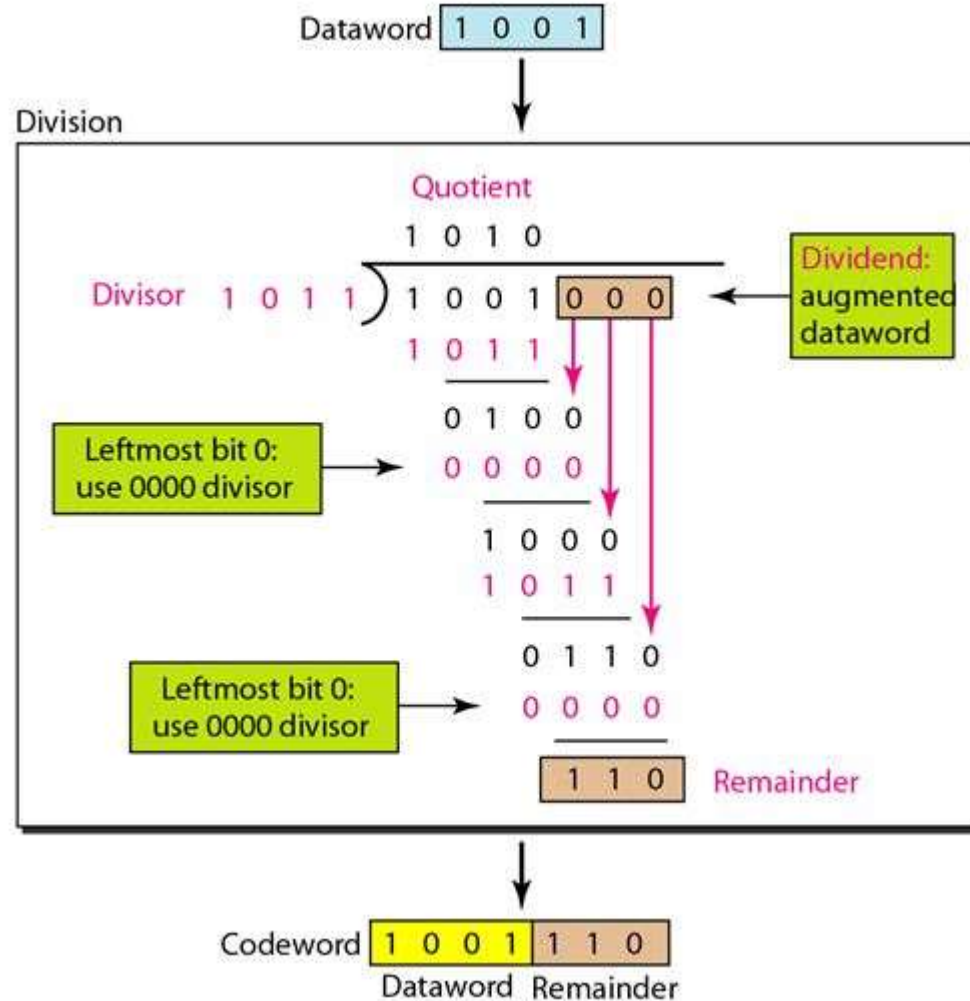 Dataword 1 0 0 1
Division
Quotient
1 0 1 0
Divisor 1 0 1 1 1 0 0 1 0 0 0
Dividend:
augmented
dataword
1 0 1 1
0 1 0 0
Leftmost bit 0:
use 0000 divisor
0 0 0 0
1 0 0 0
1 0 1 1
0 1 1 0
Leftmost bit 0:
use 0000 divisor
0 0 0 0
1 1 0 Remainder
Codeword 1 0 0 1 1 1 0
Dataword Remainder